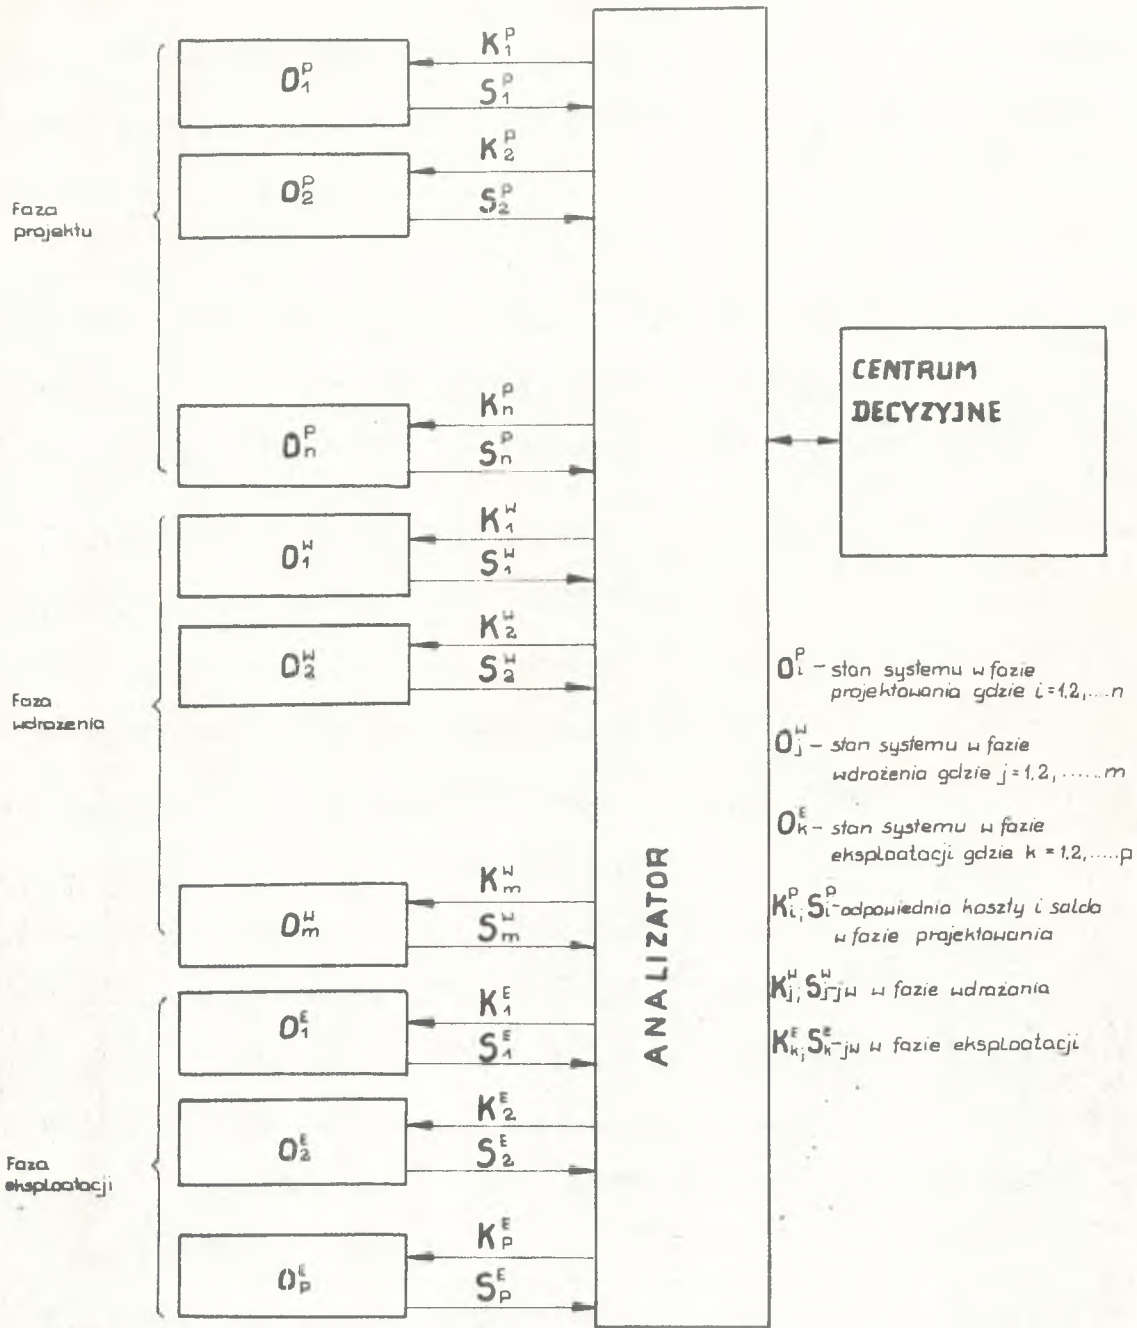 Faza
projektu
O₁ᴾ
K₁ᴾ
S₁ᴾ
O₂ᴾ
K₂ᴾ
S₂ᴾ
Oₙᴾ
Kₙᴾ
Sₙᴾ
Faza
wdrożenia
O₁ᵂ
K₁ᵂ
S₁ᵂ
O₂ᵂ
K₂ᵂ
S₂ᵂ
Oₘᵂ
Kₘᵂ
Sₘᵂ
Faza
eksploatacji
O₁ᴱ
K₁ᴱ
S₁ᴱ
O₂ᴱ
K₂ᴱ
S₂ᴱ
Oₚᴱ
Kₚᴱ
Sₚᴱ
ANALIZATOR
CENTRUM
DECYZYJNE
Oᵢᴾ – stan systemu w fazie
projektowania gdzie i = 1,2,....n
Oⱼᵂ – stan systemu w fazie
wdrożenia gdzie j = 1,2,......m
Oₖᴱ – stan systemu w fazie
eksploatacji gdzie k = 1,2,.....p
Kᵢᴾ; Sᵢᴾ – odpowiednia koszty i salda
w fazie projektowania
Kⱼᵂ; Sⱼᵂ – jw w fazie wdrażania
Kₖᴱ; Sₖᴱ – jw w fazie eksploatacji